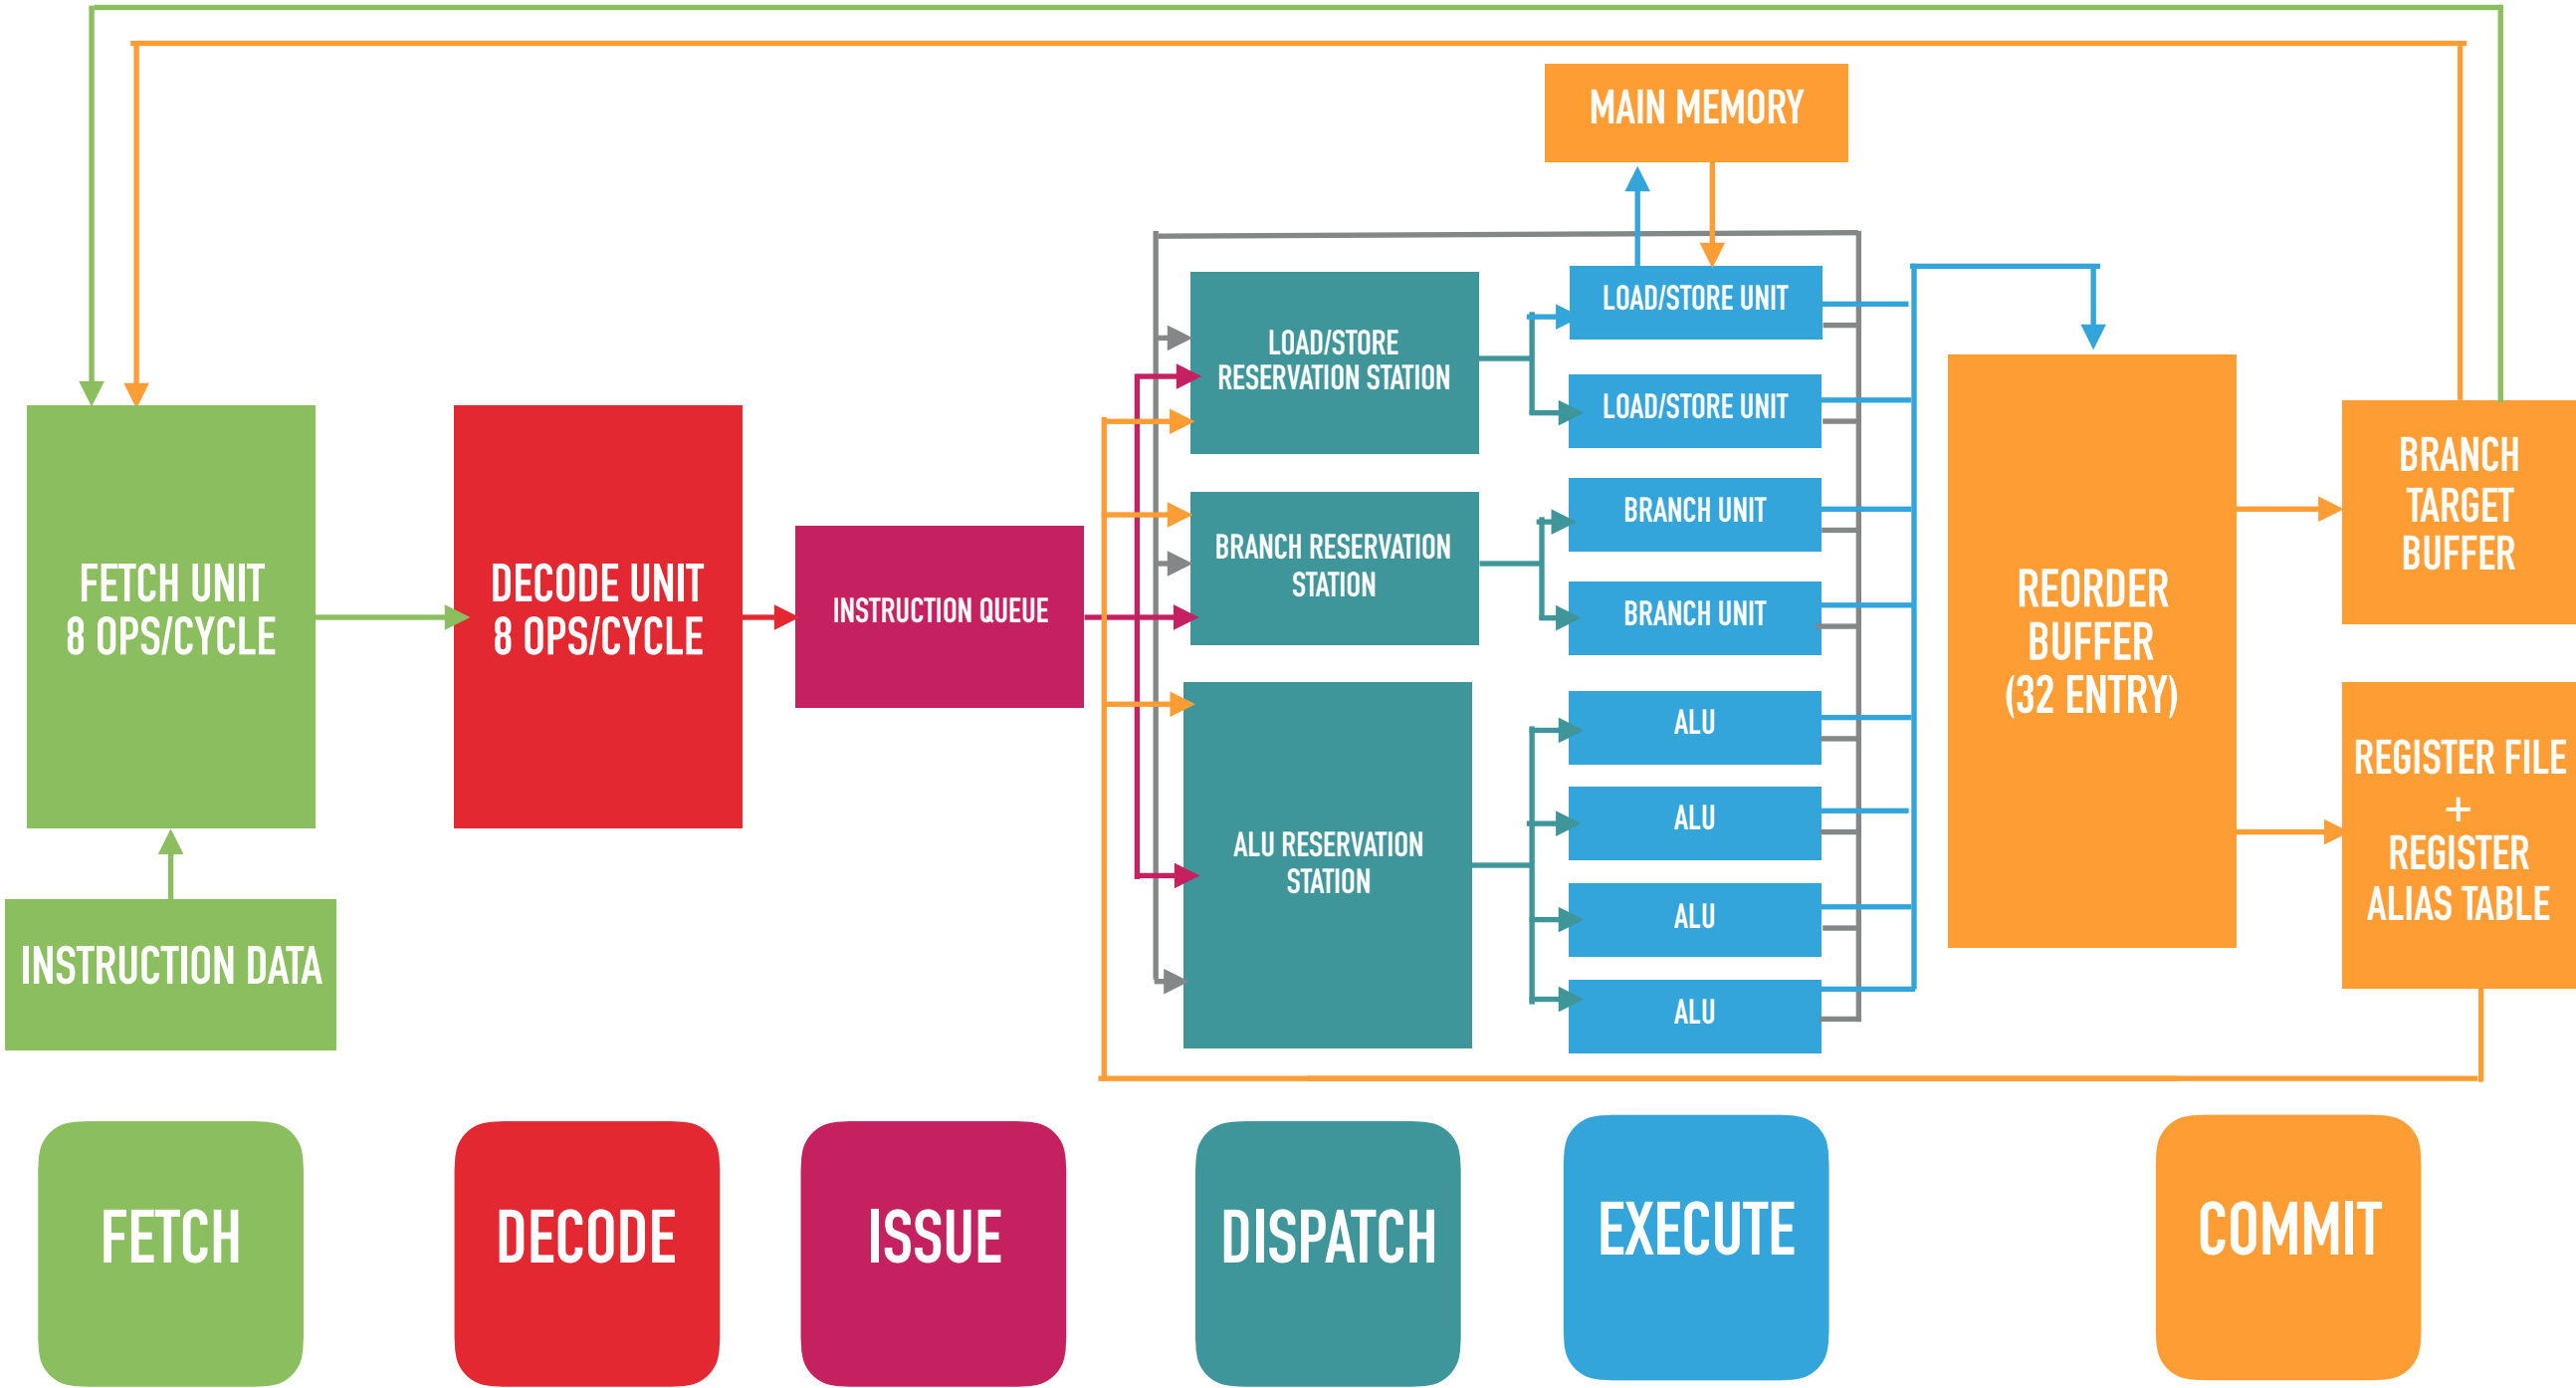 MAIN MEMORY
LOAD/STORE
RESERVATION STATION
LOAD/STORE UNIT
LOAD/STORE UNIT
BRANCH RESERVATION
STATION
BRANCH UNIT
BRANCH UNIT
FETCH UNIT
8 OPS/CYCLE
DECODE UNIT
8 OPS/CYCLE
INSTRUCTION QUEUE
ALU RESERVATION
STATION
ALU
ALU
ALU
ALU
REORDER
BUFFER
(32 ENTRY)
BRANCH
TARGET
BUFFER
REGISTER FILE
+
REGISTER
ALIAS TABLE
INSTRUCTION DATA
FETCH
DECODE
ISSUE
DISPATCH
EXECUTE
COMMIT